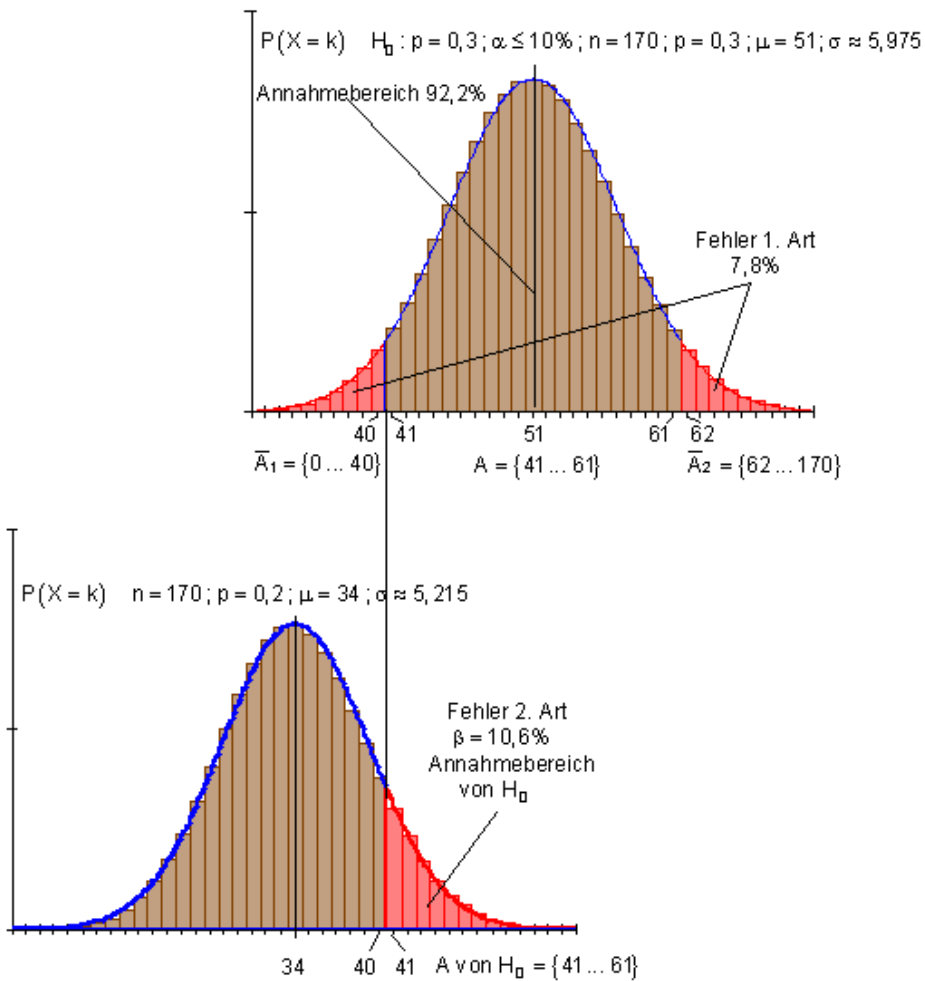 P(X = k)   H₀ : p = 0,3 ; α ≤ 10% ; n = 170 ; p = 0,3 ; μ = 51 ; σ ≈ 5,975
Annahmebereich 92,2%
Fehler 1. Art
7,8%
40 41 51 61 62
A̅₁ = {0 ... 40}   A = {41 ... 61}   A̅₂ = {62 ... 170}
P(X = k)   n = 170 ; p = 0,2 ; μ = 34 ; σ ≈ 5,215
Fehler 2. Art
β = 10,6%
Annahmebereich
von H₀
34 40 41 A von H₀ = {41 ... 61}